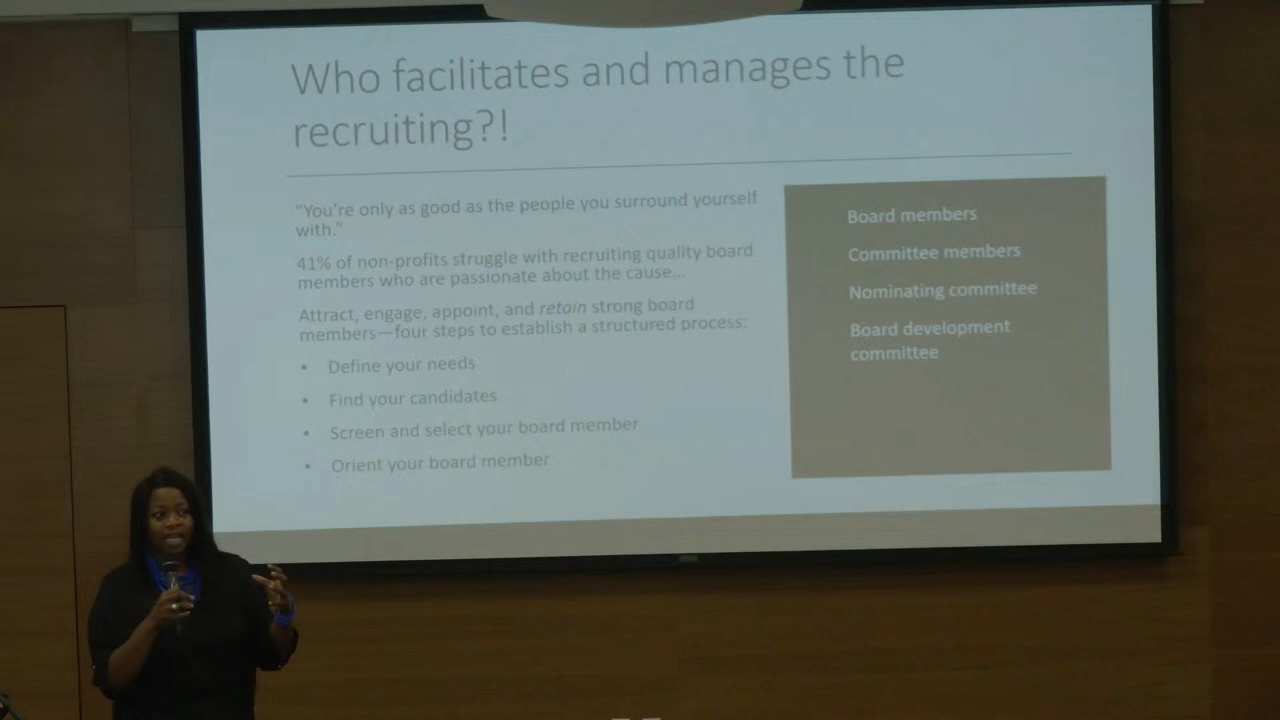 Who facilitates and manages the
recruiting?!
“You’re only as good as the people you surround yourself
with.”
41% of non-profits struggle with recruiting quality board
members who are passionate about the cause...
Attract, engage, appoint, and retain strong board
members—four steps to establish a structured process:
• Define your needs
• Find your candidates
• Screen and select your board member
• Orient your board member
Board members
Committee members
Nominating committee
Board development
committee